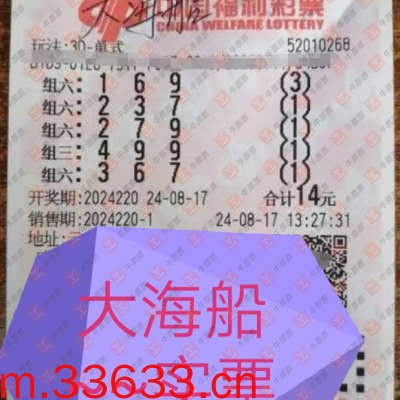 中国福利彩票
大海船
CHINA WELFARE LOTTERY
玩法:3D-单式 52010268
组六: 1 6 9 (3)
组六: 2 3 7 (1)
组六: 2 7 9 (1)
组三: 4 9 9 (1)
组六: 3 6 7 (1)
开奖期:2024220 24-08-17 合计14元
销售期:2024220-1 24-08-17 13:27:31
地址:
大海船
m.33633.cn